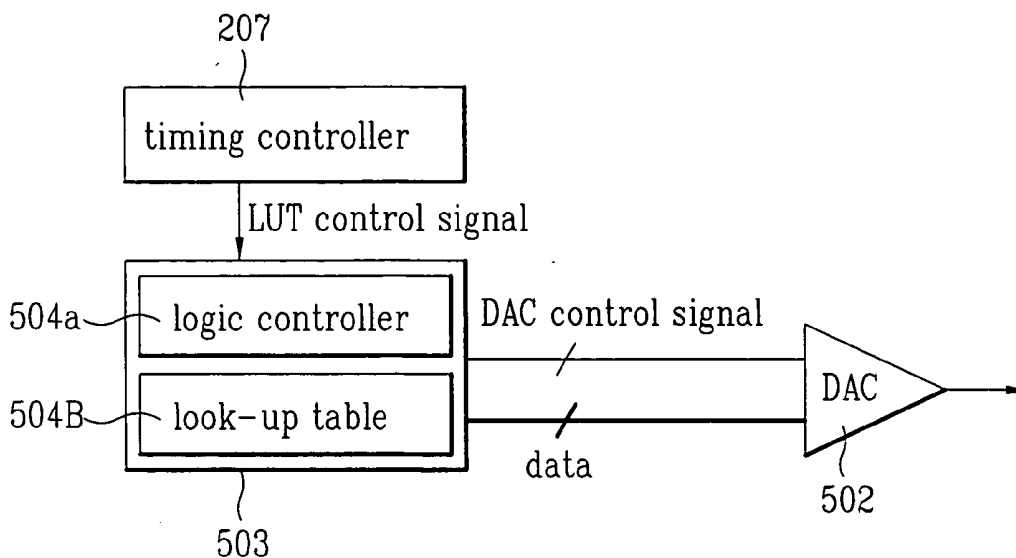 207
timing controller
LUT control signal
504a
logic controller
DAC control signal
504B
look-up table
data
DAC
502
503